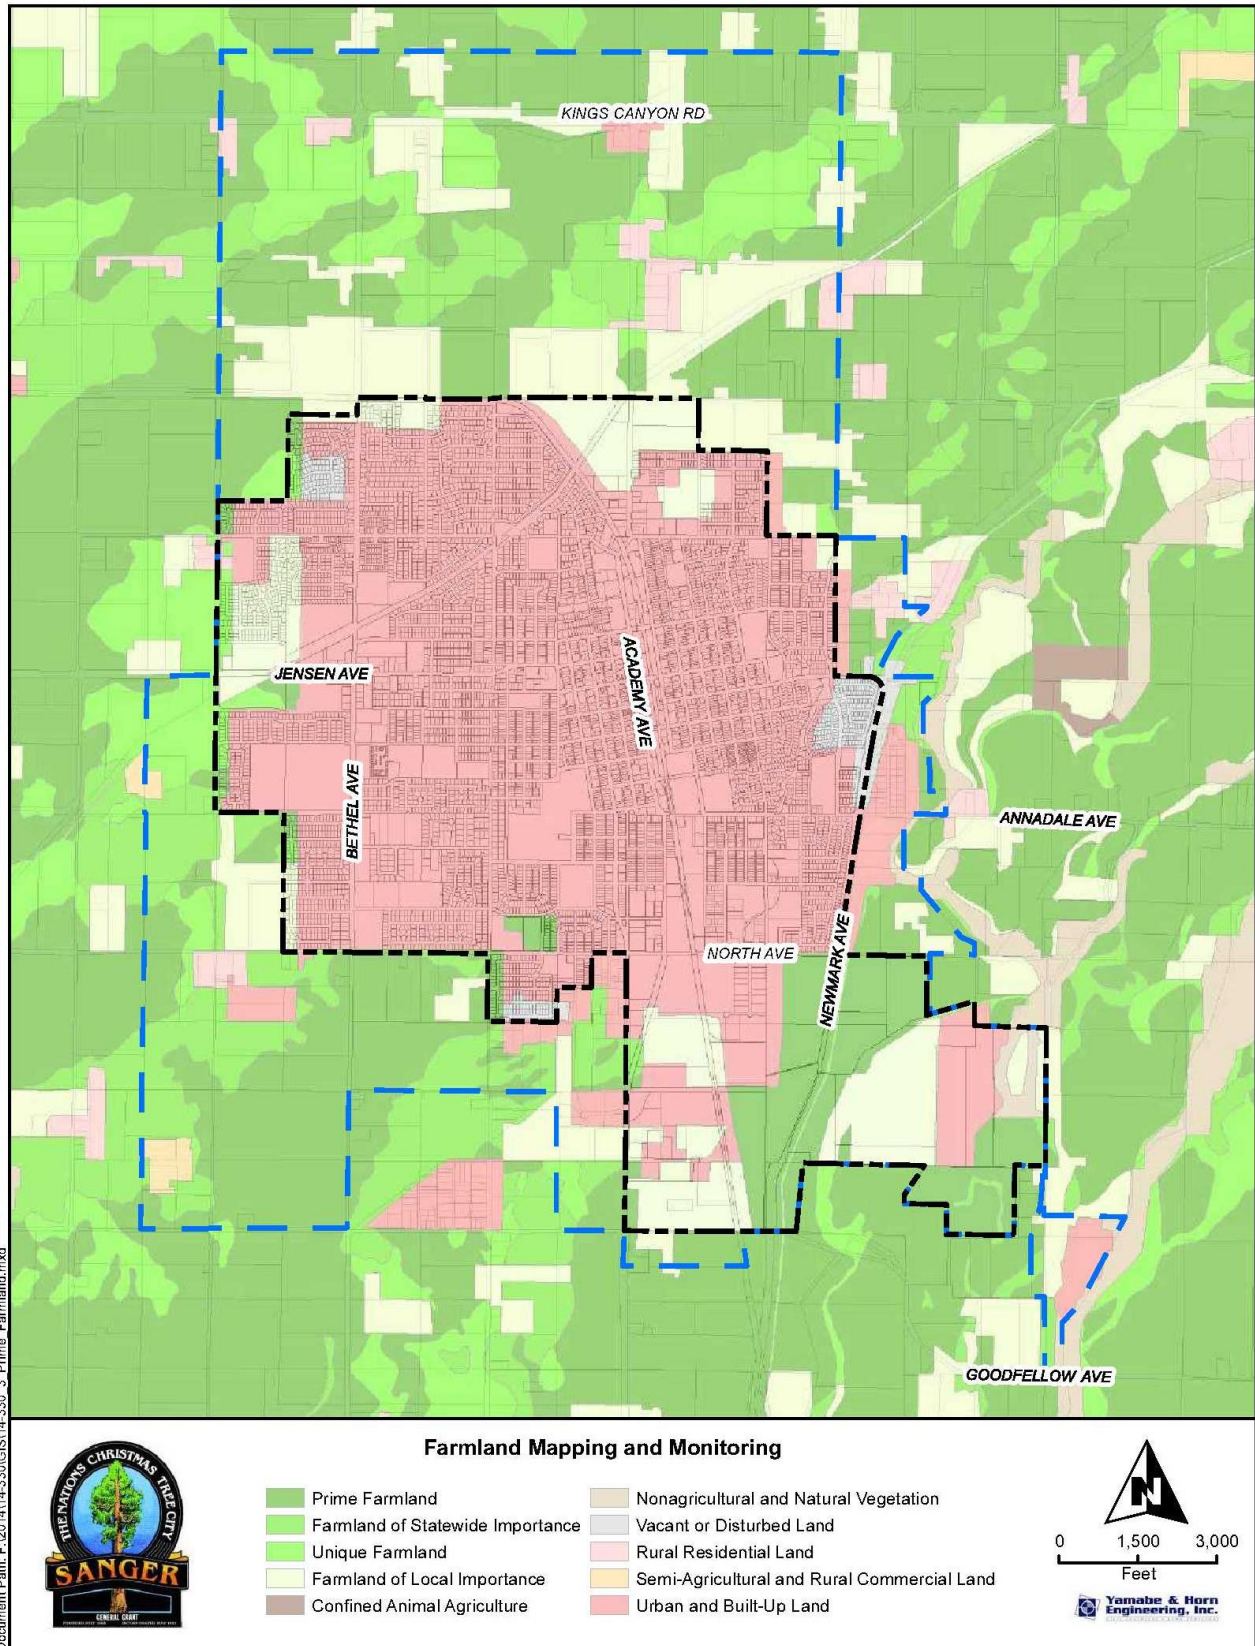 KINGS CANYON RD
JENSEN AVE
ACADEMY AVE
BETHEL AVE
ANNADALE AVE
NORTH AVE
NEWMARK AVE
GOODFELLOW AVE
Farmland Mapping and Monitoring
Prime Farmland
Farmland of Statewide Importance
Unique Farmland
Farmland of Local Importance
Confined Animal Agriculture
Nonagricultural and Natural Vegetation
Vacant or Disturbed Land
Rural Residential Land
Semi-Agricultural and Rural Commercial Land
Urban and Built-Up Land
THE NATIONS CHRISTMAS TREE CITY
SANGER
GENERAL GRANT
N
0 1,500 3,000
Feet
Yamabe & Horn
Engineering, Inc.